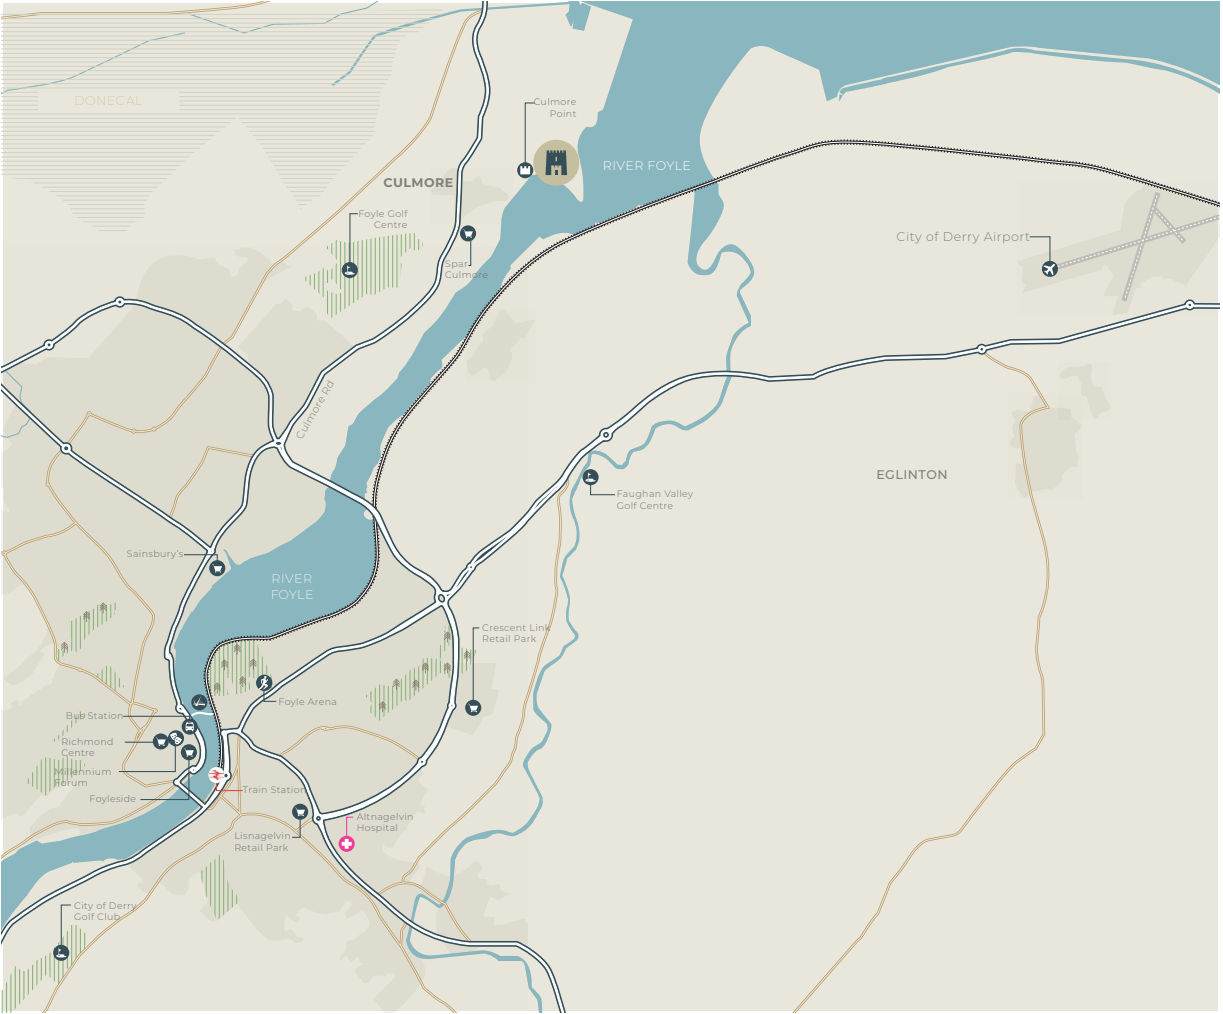 DONEGAL
Culmore
Point
RIVER FOYLE
CULMORE
Foyle Golf
Centre
City of Derry Airport
Spar
Culmore
Culmore Rd
EGLINTON
Faughan Valley
Golf Centre
Sainsbury's
RIVER
FOYLE
Crescent Link
Retail Park
Foyle Arena
Bus Station
Richmond
Centre
Millennium
Forum
Train Station
Foyleside
Altnagelvin
Hospital
Lisnagelvin
Retail Park
City of Derry
Golf Club